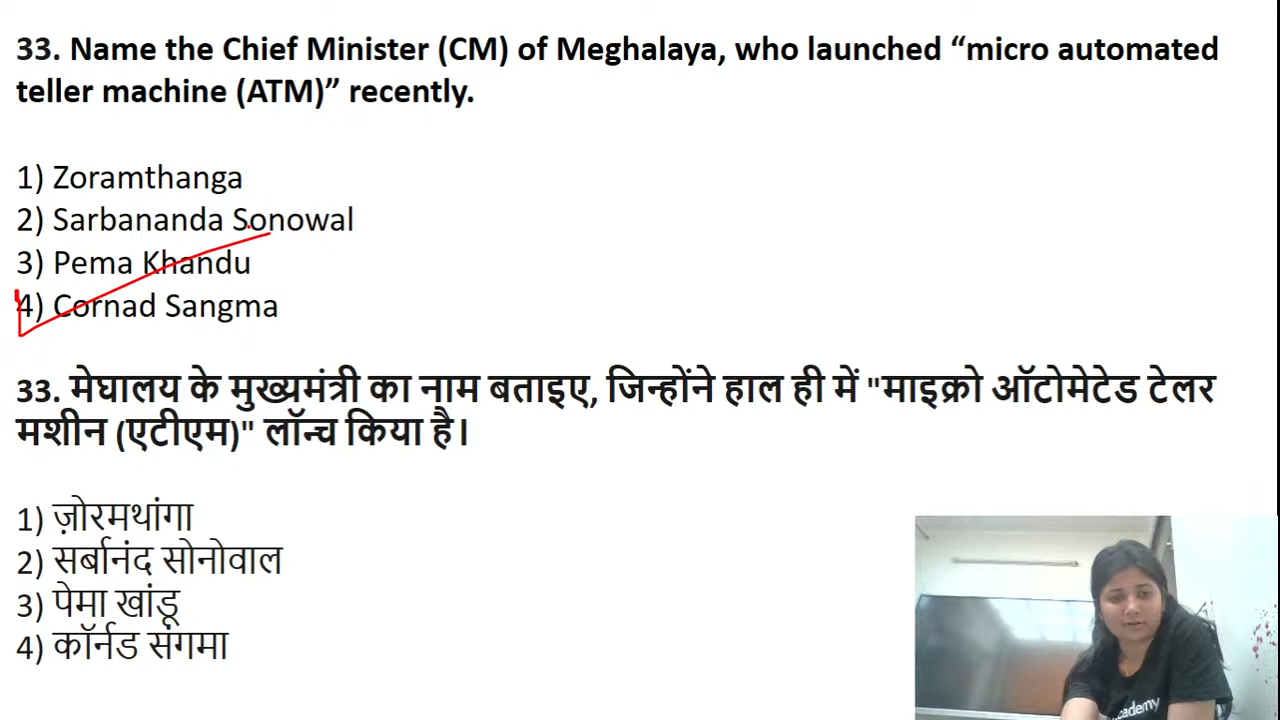 33. Name the Chief Minister (CM) of Meghalaya, who launched “micro automated
teller machine (ATM)” recently.
1) Zoramthanga
2) Sarbananda Sonowal
3) Pema Khandu
4) Cornad Sangma
33. मेघालय के मुख्यमंत्री का नाम बताइए, जिन्होंने हाल ही में "माइक्रो ऑटोमेटेड टेलर
मशीन (एटीएम)" लॉन्च किया है।
1) ज़ोरमथांगा
2) सर्बानंद सोनोवाल
3) पेमा खांडू
4) कॉर्नड संगमा